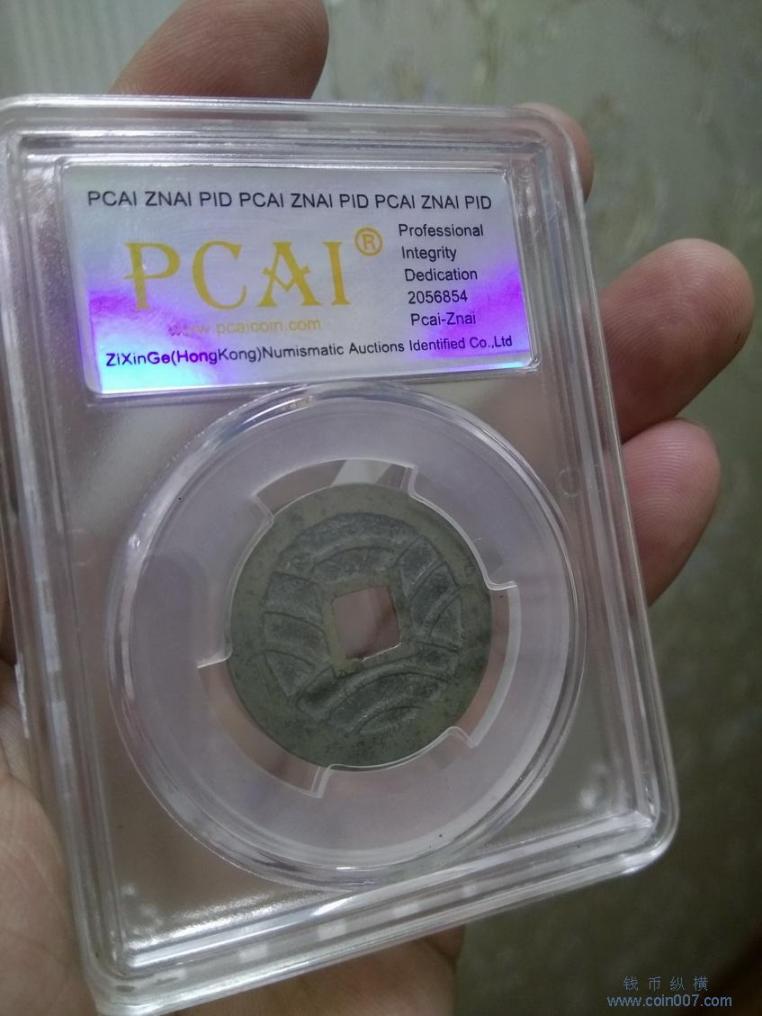 PCAI ZNAI PID PCAI ZNAI PID PCAI ZNAI PID
PCAI®
Professional
Integrity
Dedication
2056854
Pcai-Znai
www.pcaicoin.com
ZiXinGe(HongKong)Numismatic Auctions Identified Co.,Ltd
钱币纵横
www.coin007.com